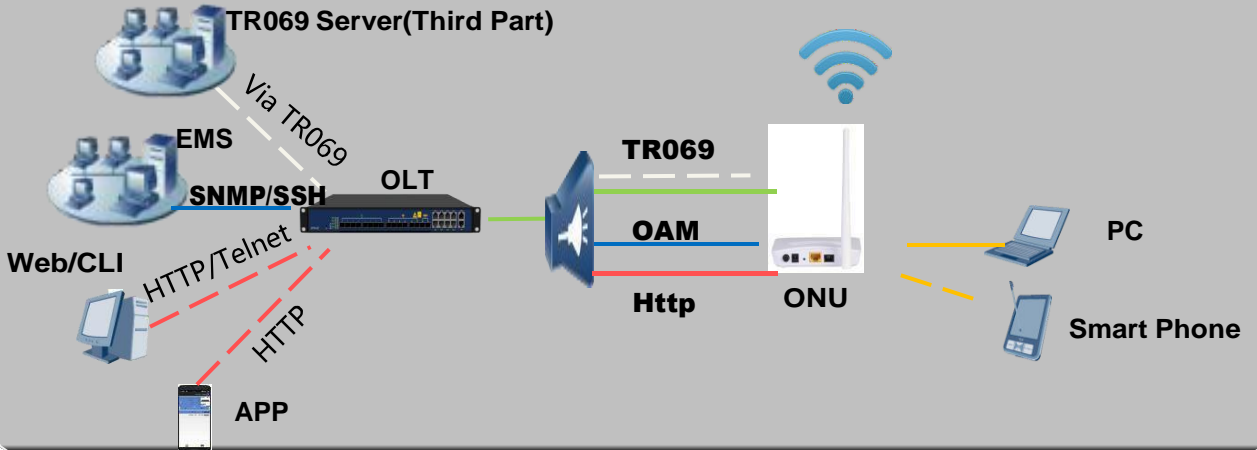 TR069 Server(Third Part)
Via TR069
EMS
SNMP/SSH
OLT
TR069
OAM
Http
ONU
PC
Smart Phone
Web/CLI
HTTP/Telnet
HTTP
APP